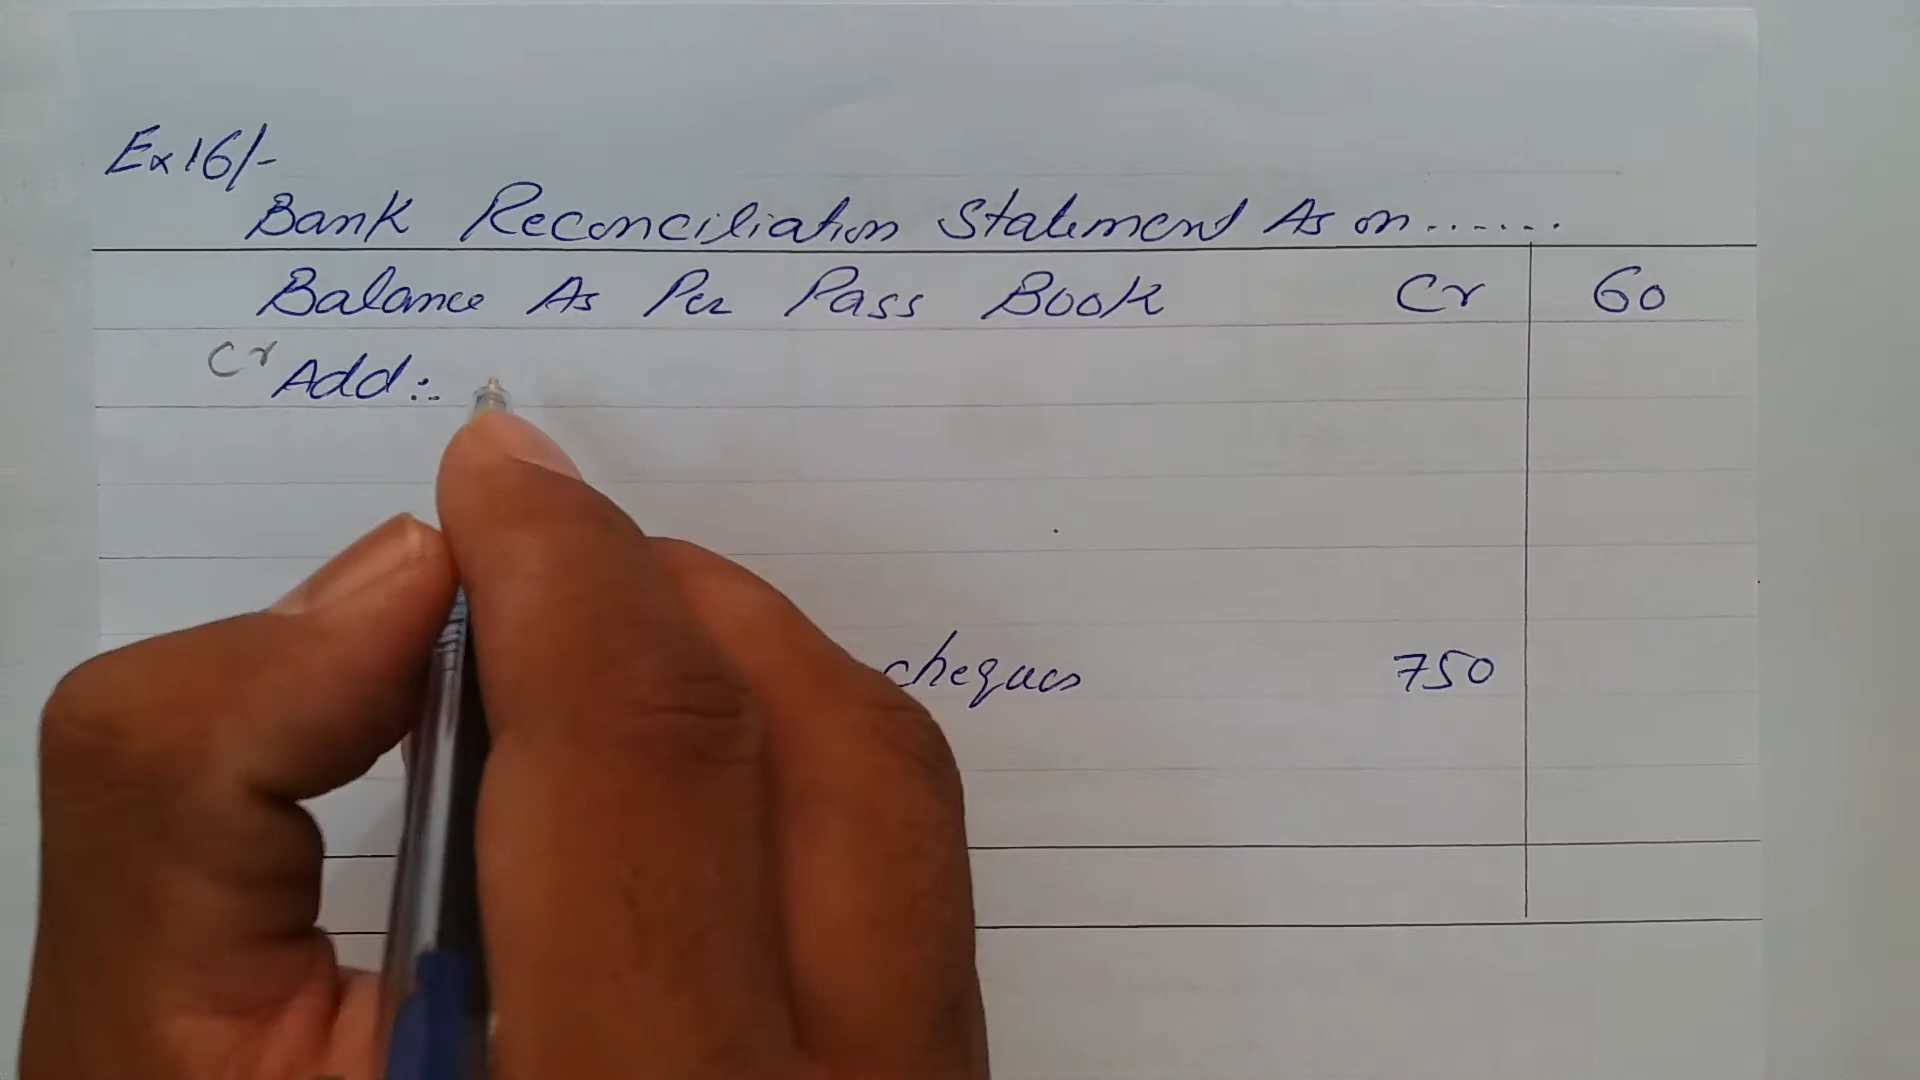 Ex 16/-
Bank Reconciliation Statement As on......
Balance As Per Pass Book Cr 60
Cr Add:-
cheques 750